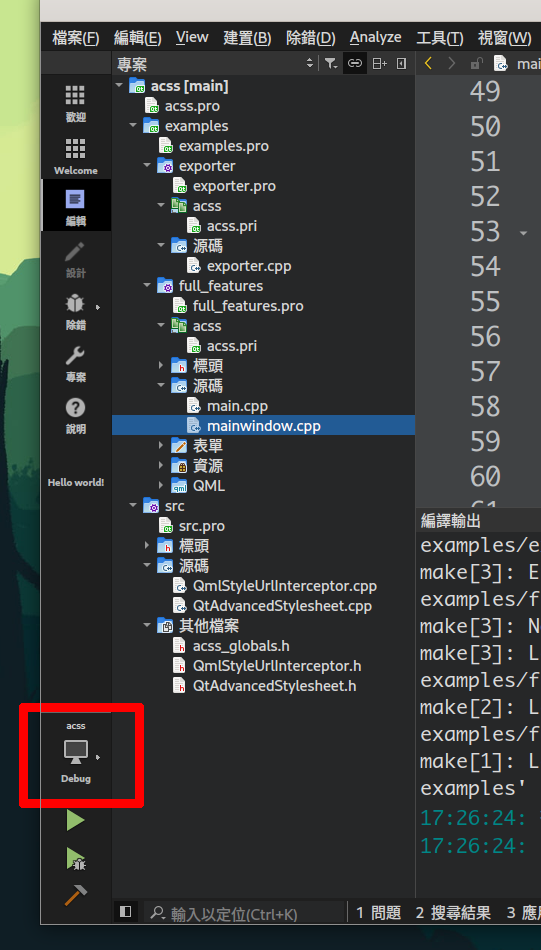 檔案(F) 編輯(E) View 建置(B) 除錯(D) Analyze 工具(T) 視窗(W)
專案
歡迎
Welcome
編輯
設計
除錯
專案
說明
Hello world!
acss
Debug
acss [main]
acss.pro
examples
examples.pro
exporter
exporter.pro
acss
acss.pri
源碼
exporter.cpp
full_features
full_features.pro
acss
acss.pri
標頭
源碼
main.cpp
mainwindow.cpp
表單
資源
QML
src
src.pro
標頭
源碼
QmlStyleUrlInterceptor.cpp
QtAdvancedStylesheet.cpp
其他檔案
acss_globals.h
QmlStyleUrlInterceptor.h
QtAdvancedStylesheet.h
mai
49
50
51
52
53
54
55
56
57
58
59
60
編譯輸出
examples/e
make[3]: E
examples/f
make[3]: N
make[3]: L
examples/f
make[2]: L
examples/f
make[1]: L
examples'
17:26:24:
17:26:24:
輸入以定位(Ctrl+K)
1 問題 2 搜尋結果 3 應用